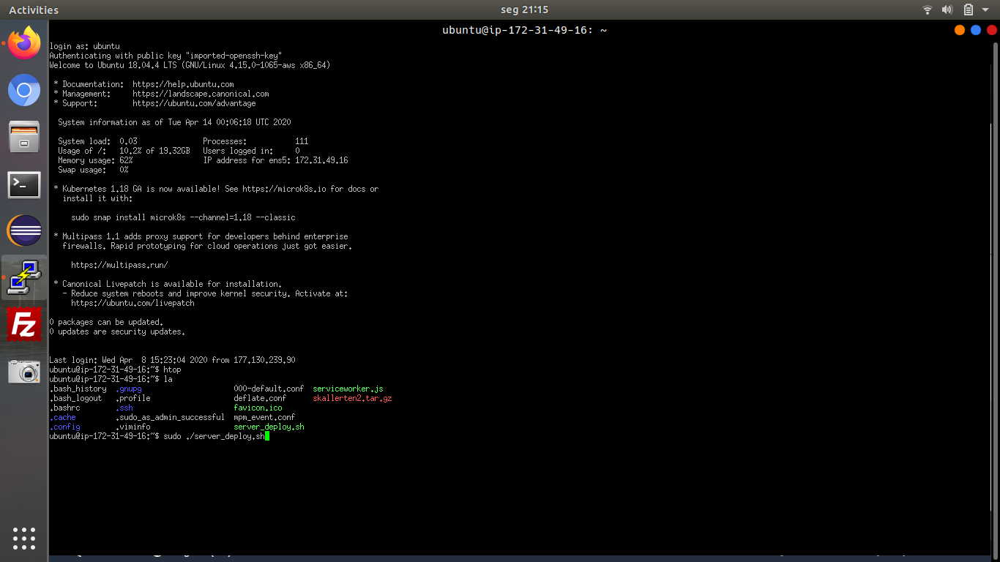 Activities
seg 21:15
ubuntu@ip-172-31-49-16: ~
login as: ubuntu
Authenticating with public key "imported-openssh-key"
Welcome to Ubuntu 18.04.4 LTS (GNU/Linux 4.15.0-1065-aws x86_64)
* Documentation:  https://help.ubuntu.com
* Management:     https://landscape.canonical.com
* Support:        https://ubuntu.com/advantage
System information as of Tue Apr 14 00:06:18 UTC 2020
System load:  0.03               Processes:           111
Usage of /:   10.2% of 19.32GB   Users logged in:     0
Memory usage: 62%                IP address for ens5: 172.31.49.16
Swap usage:   0%
* Kubernetes 1.18 GA is now available! See https://microk8s.io for docs or
install it with:
sudo snap install microk8s --channel=1.18 --classic
* Multipass 1.1 adds proxy support for developers behind enterprise
firewalls. Rapid prototyping for cloud operations just got easier.
https://multipass.run/
* Canonical Livepatch is available for installation.
- Reduce system reboots and improve kernel security. Activate at:
https://ubuntu.com/livepatch
0 packages can be updated.
0 updates are security updates.
Last login: Wed Apr  8 15:23:04 2020 from 177.130.239.90
ubuntu@ip-172-31-49-16:~$ htop
ubuntu@ip-172-31-49-16:~$ la
.bash_history  .gnupg                     000-default.conf  serviceworker.js
.bash_logout   .profile                   deflate.conf      skallerten2.tar.gz
.bashrc        .ssh                       favicon.ico
.cache         .sudo_as_admin_successful  mpm_event.conf
.config        .viminfo                   server_deploy.sh
ubuntu@ip-172-31-49-16:~$ sudo ./server_deploy.sh
Fz